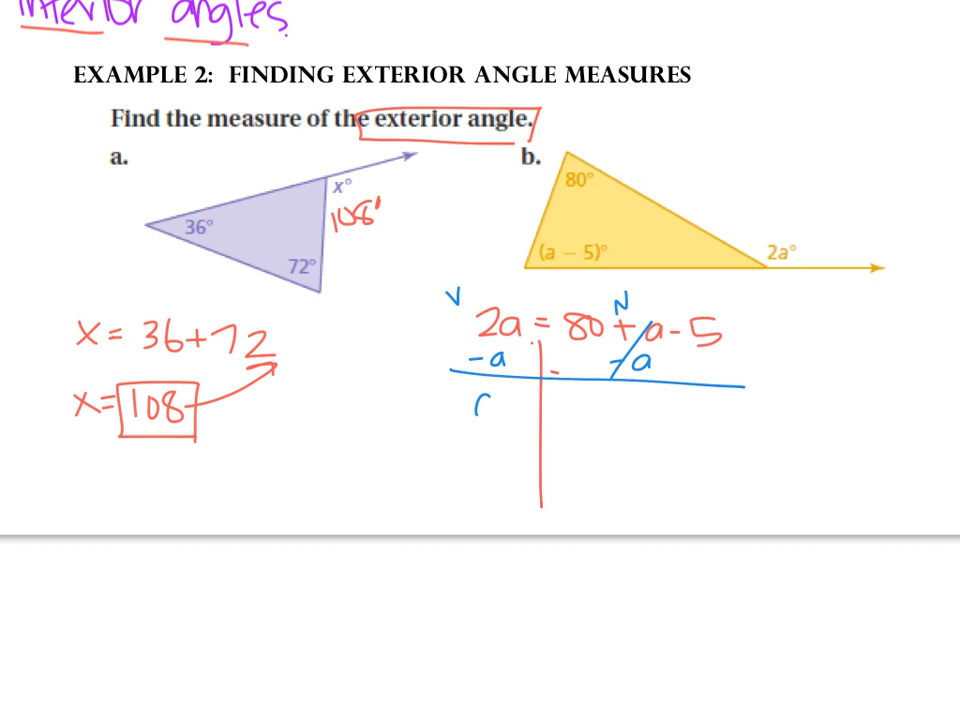 interior angles.
EXAMPLE 2: FINDING EXTERIOR ANGLE MEASURES
Find the measure of the exterior angle.
a.
36°
72°
x°
108°
x = 36+72
x = 108
b.
80°
(a – 5)°
2a°
V N
2a = 80 + a - 5
-a -a